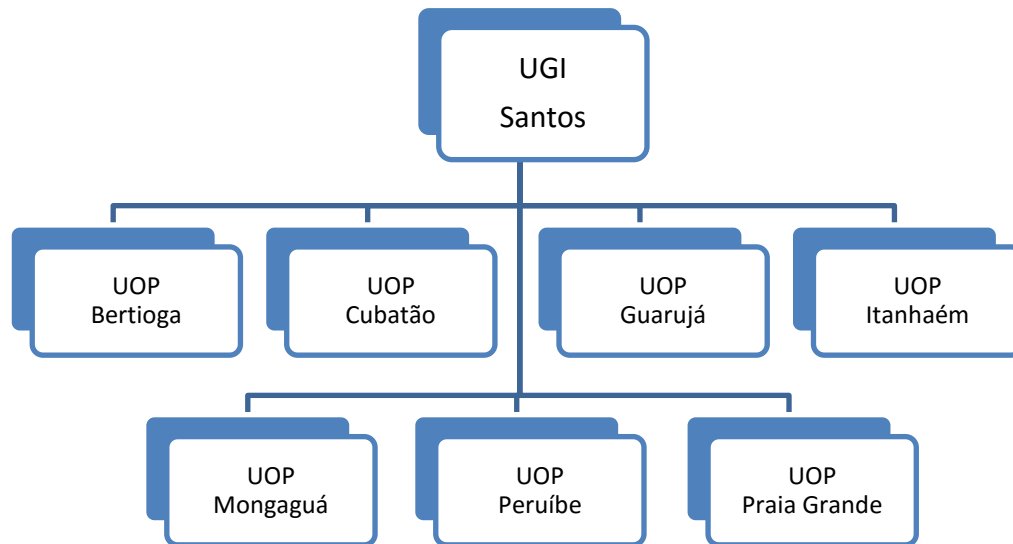 UGI
Santos
UOP
Bertioga
UOP
Cubatão
UOP
Guarujá
UOP
Itanhaém
UOP
Mongaguá
UOP
Peruíbe
UOP
Praia Grande